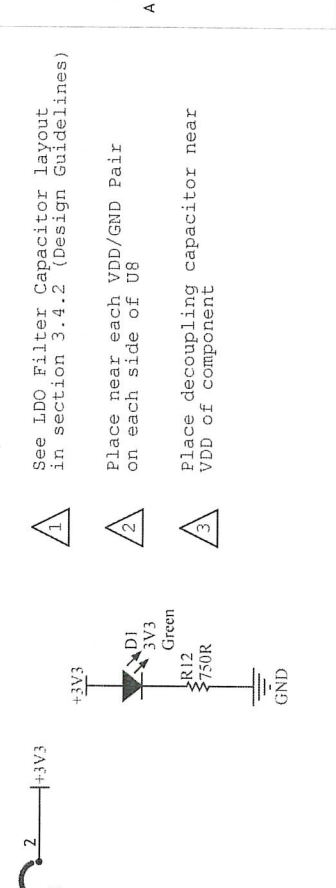 2
+3V3
+3V3
D1
3V3
Green
R12
750R
GND
1
See LDO Filter Capacitor layout
in section 3.4.2 (Design Guidelines)
2
Place near each VDD/GND Pair
on each side of U8
3
Place decoupling capacitor near
VDD of component
A